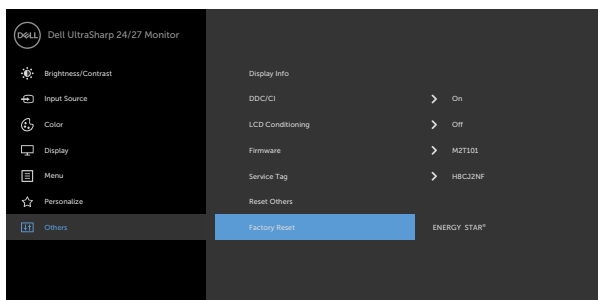 DELL Dell UltraSharp 24/27 Monitor
Brightness/Contrast Display Info
Input Source DDC/CI On
Color LCD Conditioning Off
Display Firmware M2T101
Menu Service Tag H8CJ2NF
Personalize Reset Others
Others Factory Reset ENERGY STAR®